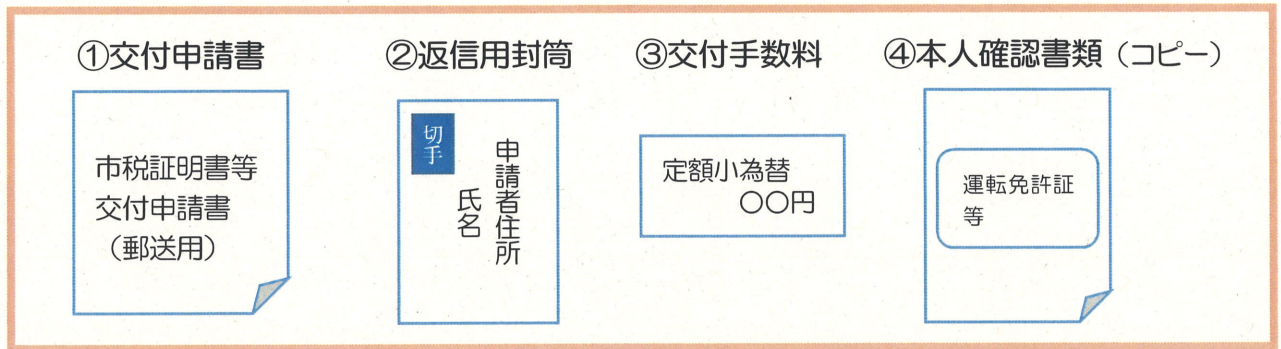 ①交付申請書
市税証明書等
交付申請書
（郵送用）
②返信用封筒
切手
申請者住所
氏名
③交付手数料
定額小為替
〇〇円
④本人確認書類（コピー）
運転免許証
等